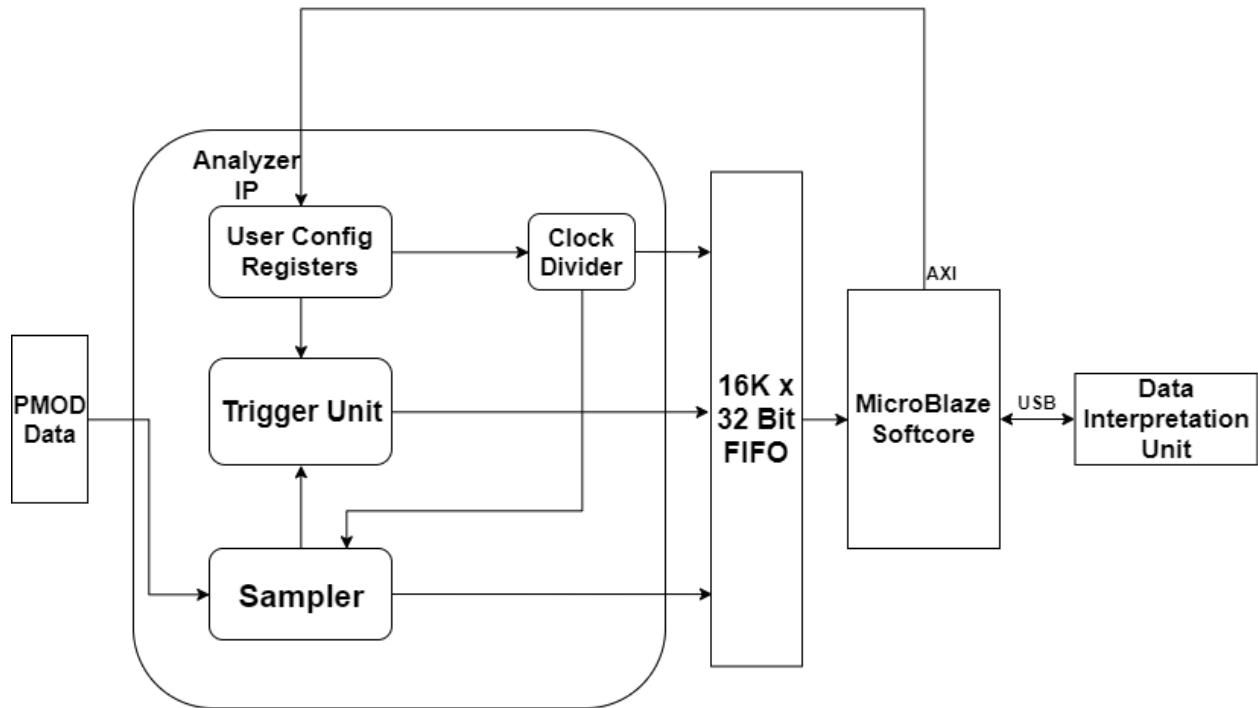 Analyzer
IP
User Config
Registers
Clock
Divider
AXI
PMOD
Data
Trigger Unit
16K x
32 Bit
FIFO
MicroBlaze
Softcore
USB
Data
Interpretation
Unit
Sampler